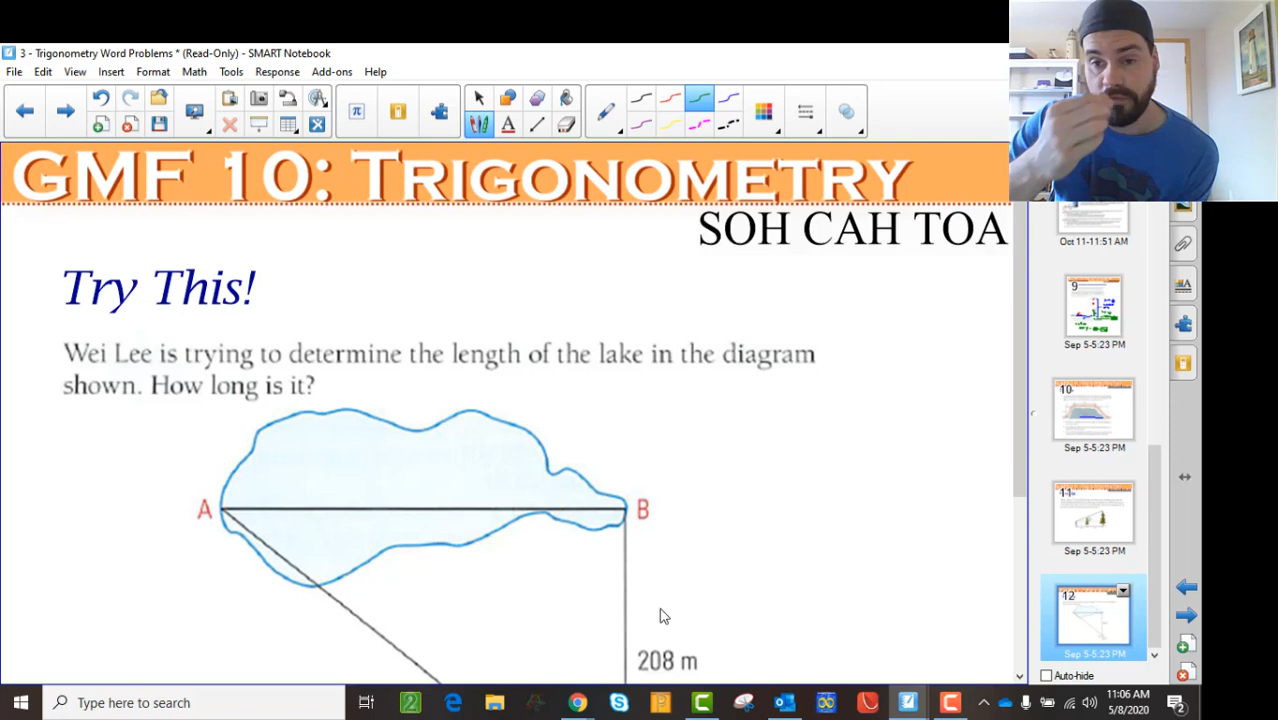 3 - Trigonometry Word Problems * (Read-Only) - SMART Notebook
File Edit View Insert Format Math Tools Response Add-ons Help
GMF 10: TRIGONOMETRY
SOH CAH TOA
Try This!
Wei Lee is trying to determine the length of the lake in the diagram
shown. How long is it?
A
B
208 m
Oct 11-11:51 AM
9
Sep 5-5:23 PM
10
Sep 5-5:23 PM
11
Sep 5-5:23 PM
12
Sep 5-5:23 PM
Auto-hide
Type here to search
11:06 AM
5/8/2020
2